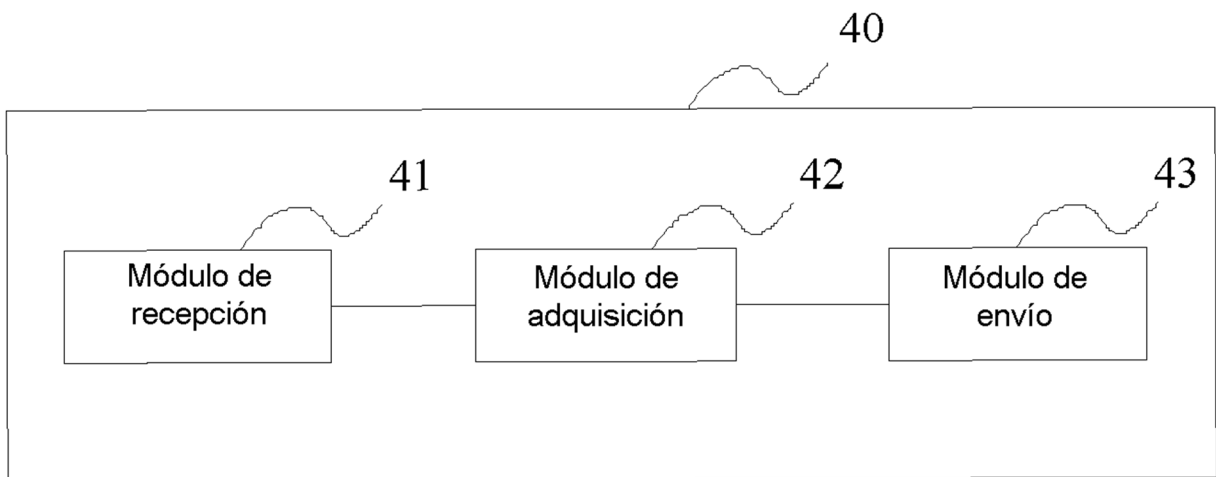 40
41
42
43
Módulo de
recepción
Módulo de
adquisición
Módulo de
envío